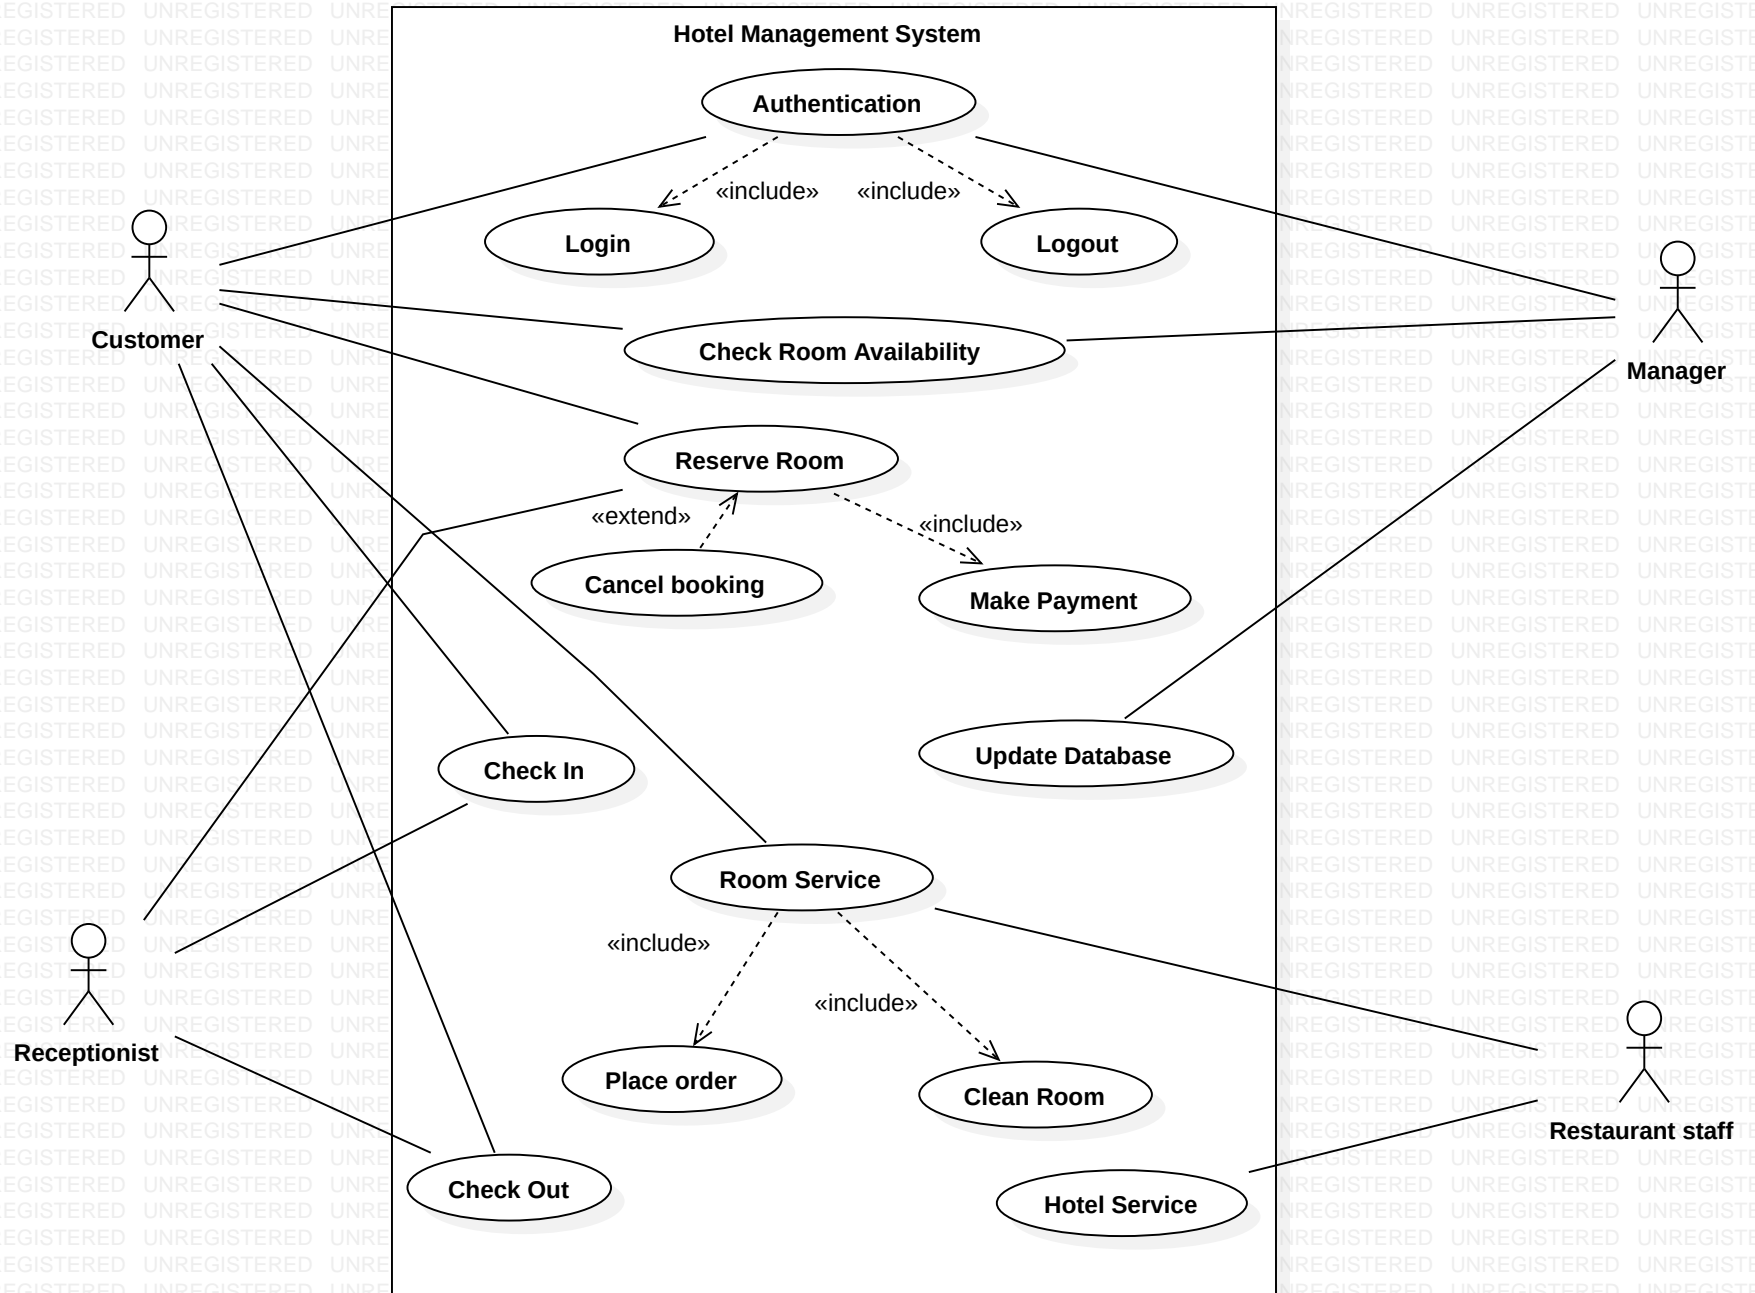 Hotel Management System
Authentication
«include» «include»
Login
Logout
Customer
Check Room Availability
Manager
Reserve Room
«extend»
«include»
Cancel booking
Make Payment
Check In
Update Database
Room Service
«include»
«include»
Receptionist
Place order
Clean Room
Restaurant staff
Check Out
Hotel Service
UNREGISTERED